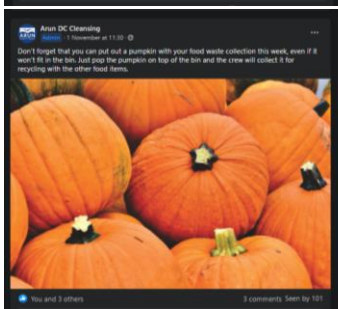 Arun DC Cleansing
Admin · 1 November at 11:30 ·
Don't forget that you can put out a pumpkin with your food waste collection this week, even if it
won't fit in the bin. Just pop the pumpkin on top of the bin and the crew will collect it for
recycling with the other food items.
You and 3 others
3 comments Seen by 101